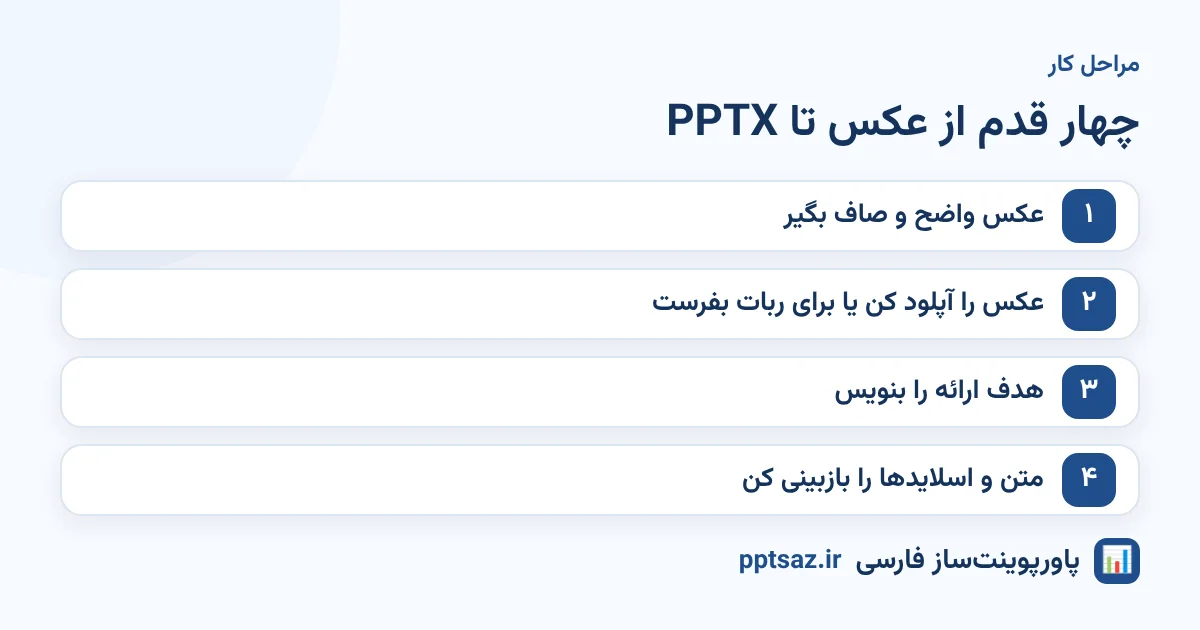 مراحل کار
چهار قدم از عکس تا PPTX
۱ عکس واضح و صاف بگیر
۲ عکس را آپلود کن یا برای ربات بفرست
۳ هدف ارائه را بنویس
۴ متن و اسلایدها را بازبینی کن
پاورپوینت‌ساز فارسی pptsaz.ir